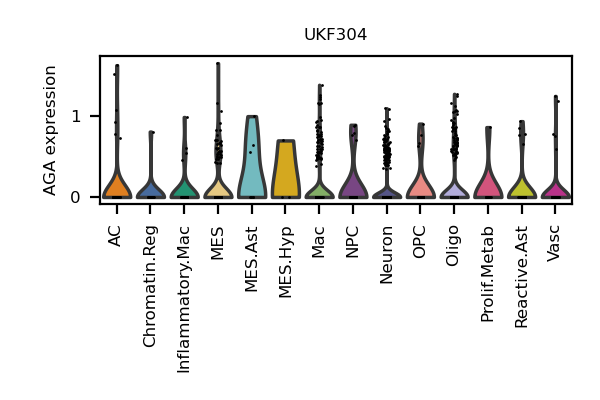 UKF304
AGA expression
1
0
AC
Chromatin.Reg
Inflammatory.Mac
MES
MES.Ast
MES.Hyp
Mac
NPC
Neuron
OPC
Oligo
Prolif.Metab
Reactive.Ast
Vasc